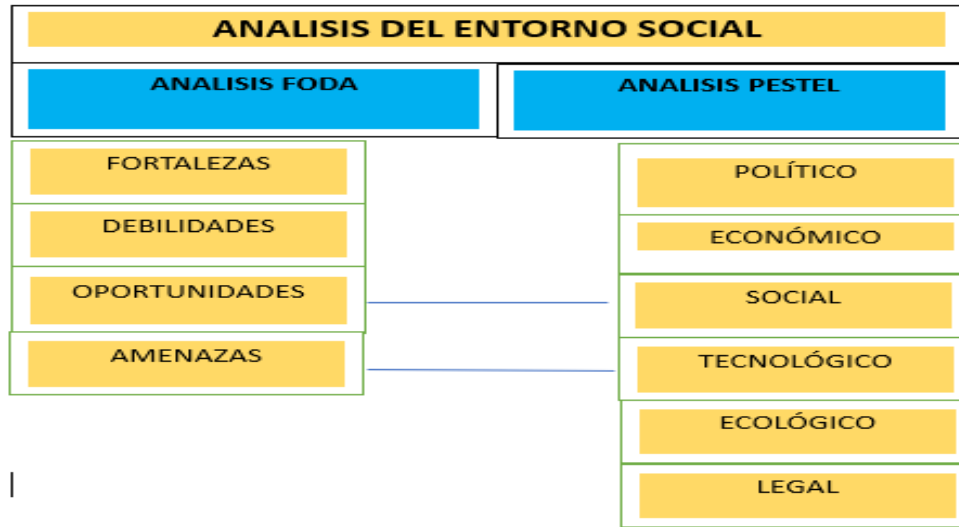 ANALISIS DEL ENTORNO SOCIAL
ANALISIS FODA
ANALISIS PESTEL
FORTALEZAS
DEBILIDADES
OPORTUNIDADES
AMENAZAS
POLÍTICO
ECONÓMICO
SOCIAL
TECNOLÓGICO
ECOLÓGICO
LEGAL